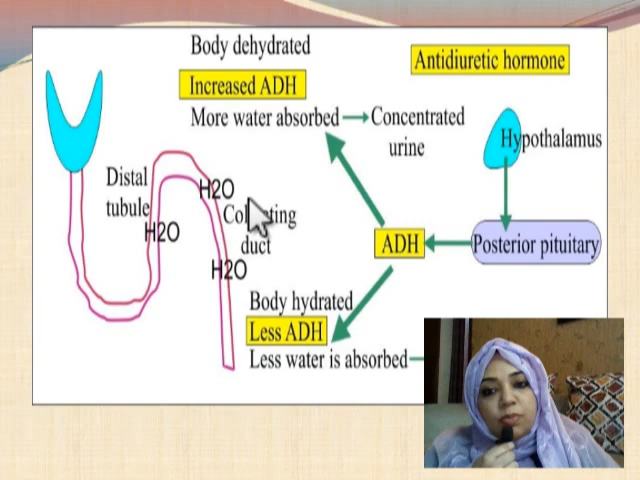 Body dehydrated
Increased ADH
More water absorbed
Concentrated
urine
Antidiuretic hormone
Hypothalamus
Distal
tubule
H2O
H2O
duct
H2O
ADH
Posterior pituitary
Body hydrated
Less ADH
Less water is absorbed